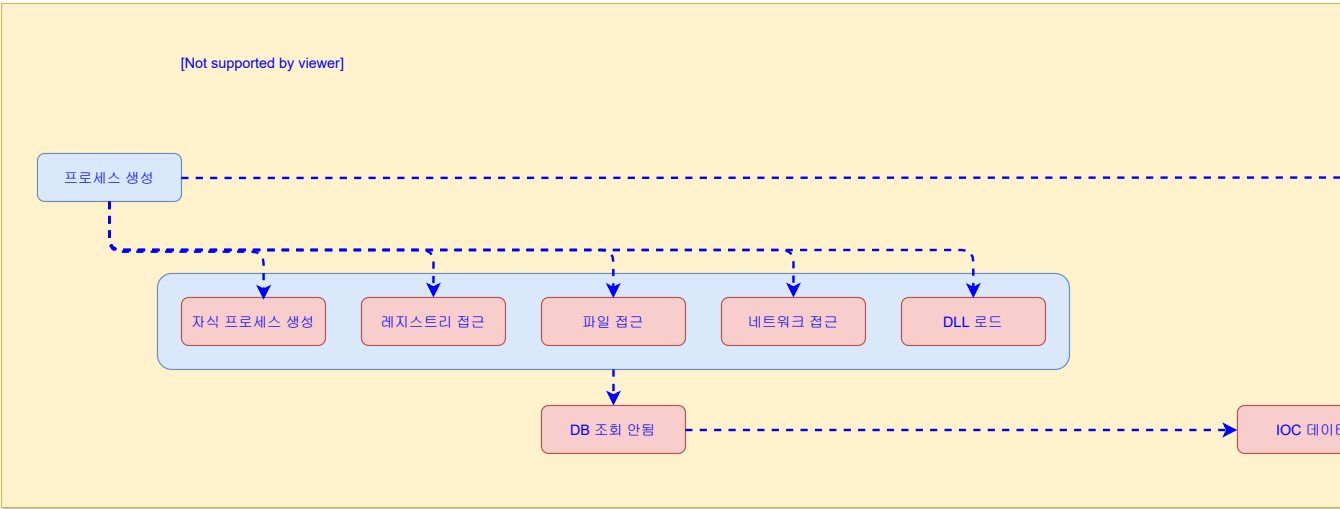 [Not supported by viewer]
프로세스 생성
자식 프로세스 생성
레지스트리 접근
파일 접근
네트워크 접근
DLL 로드
DB 조회 안됨
IOC 데이